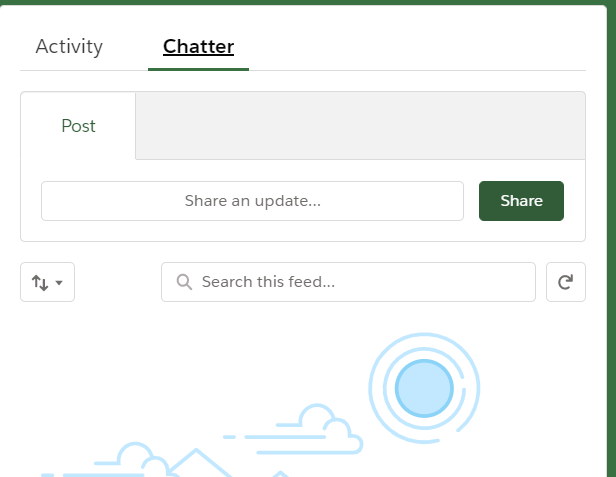 Activity
Chatter
Post
Share an update...
Share
Search this feed...